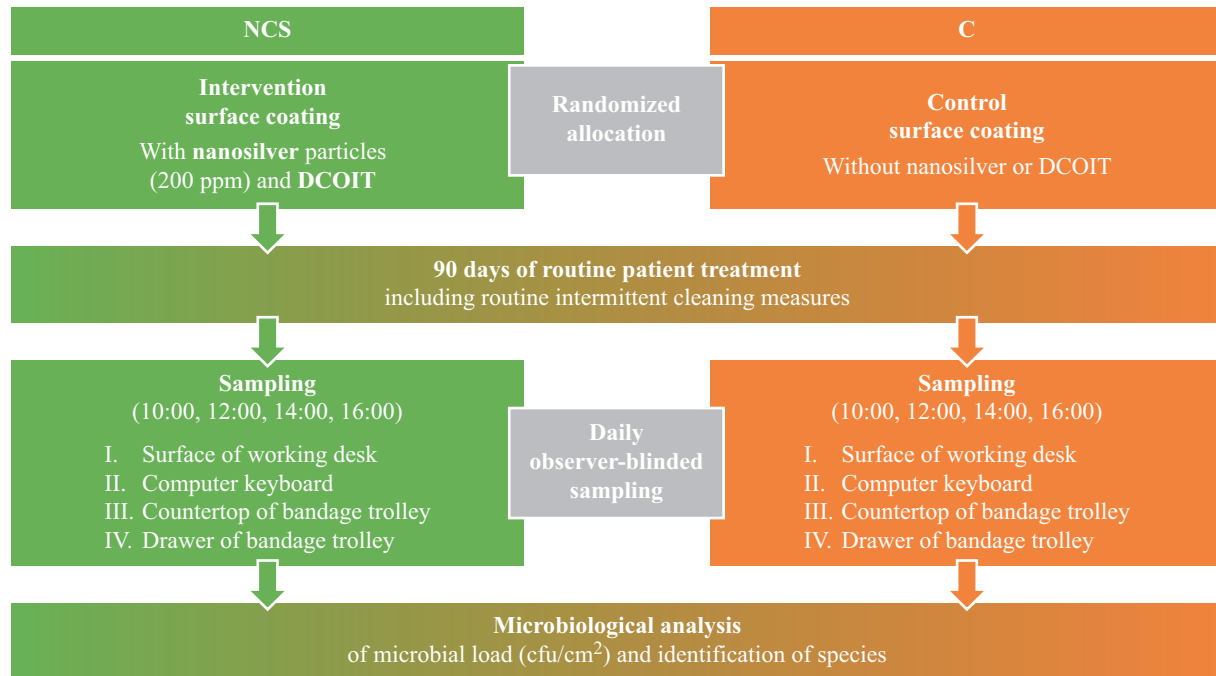 NCS
C
Intervention
surface coating
With nanosilver particles
(200 ppm) and DCOIT
Randomized
allocation
Control
surface coating
Without nanosilver or DCOIT
90 days of routine patient treatment
including routine intermittent cleaning measures
Sampling
(10:00, 12:00, 14:00, 16:00)
I. Surface of working desk
II. Computer keyboard
III. Countertop of bandage trolley
IV. Drawer of bandage trolley
Daily
observer-blinded
sampling
Sampling
(10:00, 12:00, 14:00, 16:00)
I. Surface of working desk
II. Computer keyboard
III. Countertop of bandage trolley
IV. Drawer of bandage trolley
Microbiological analysis
of microbial load (cfu/cm²) and identification of species